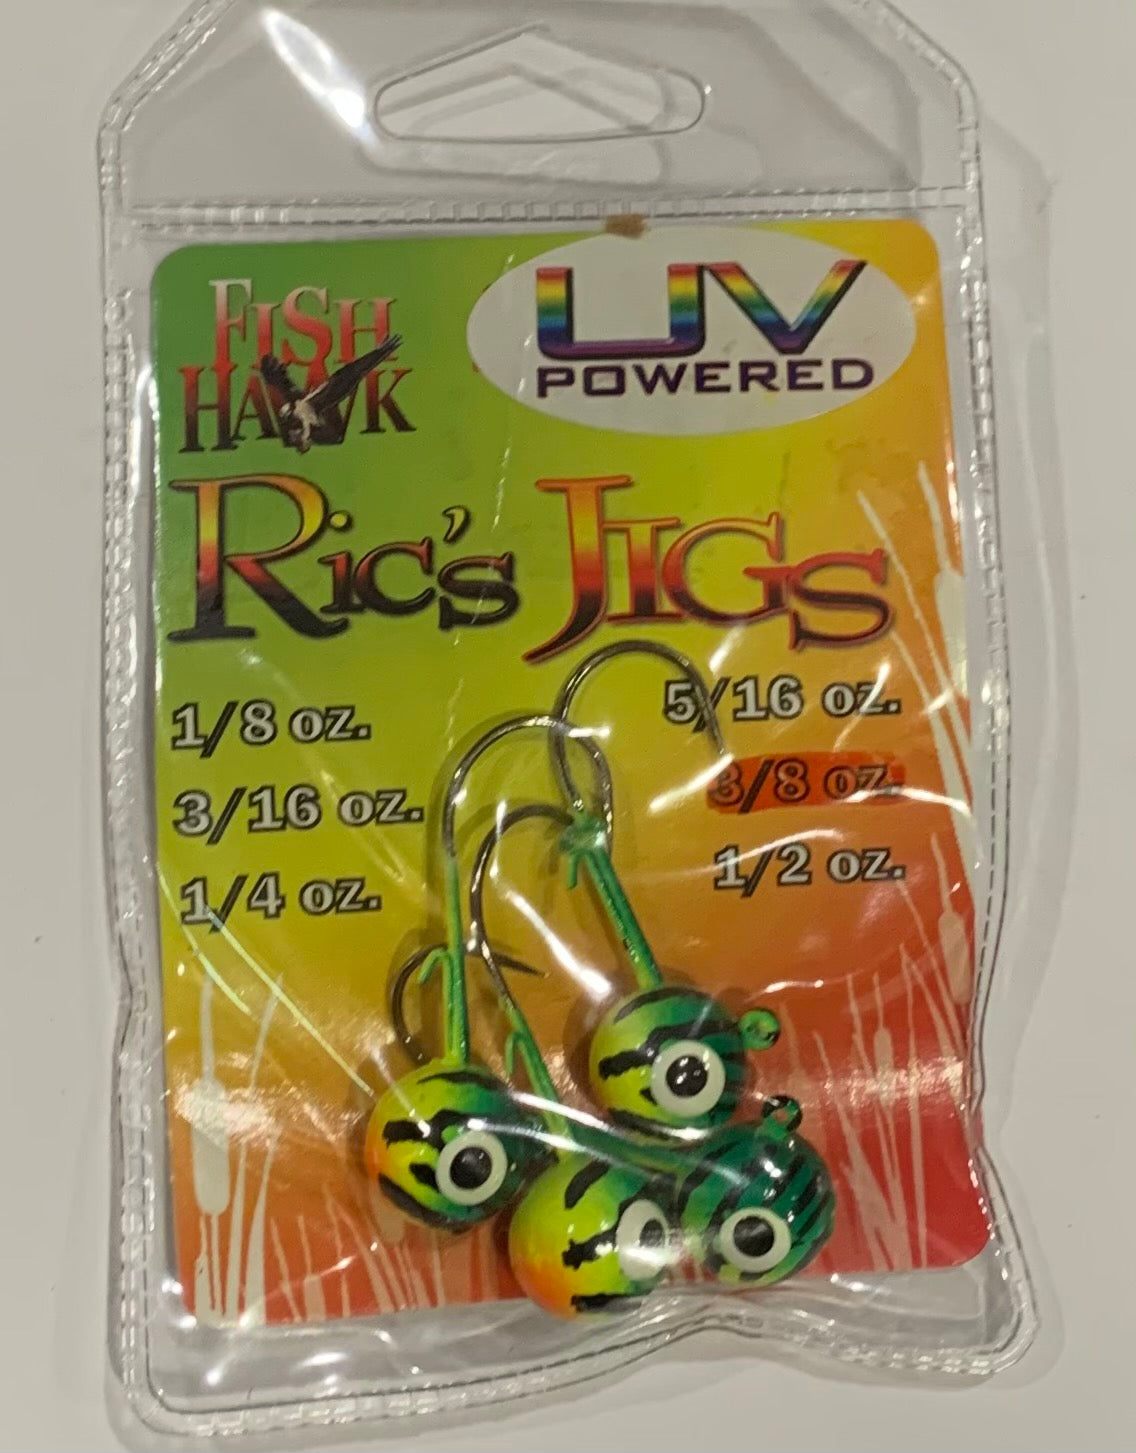 FISH
HAWK
UV
POWERED
RIC'S JIGS
1/8 oz.
3/16 oz.
1/4 oz.
5/16 oz.
3/8 oz.
1/2 oz.